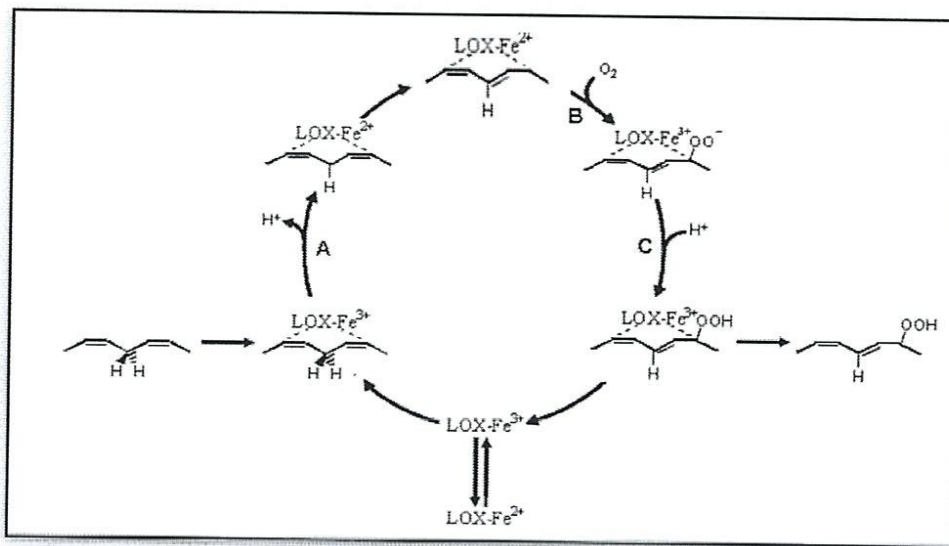 LOX-Fe2+
O2
B
LOX-Fe2+
LOX-Fe3+
OO−
H
H
H
H+
A
C
H+
LOX-Fe3+
LOX-Fe3+
OOH
OOH
H H
H H
H
H
LOX-Fe3+
LOX-Fe2+